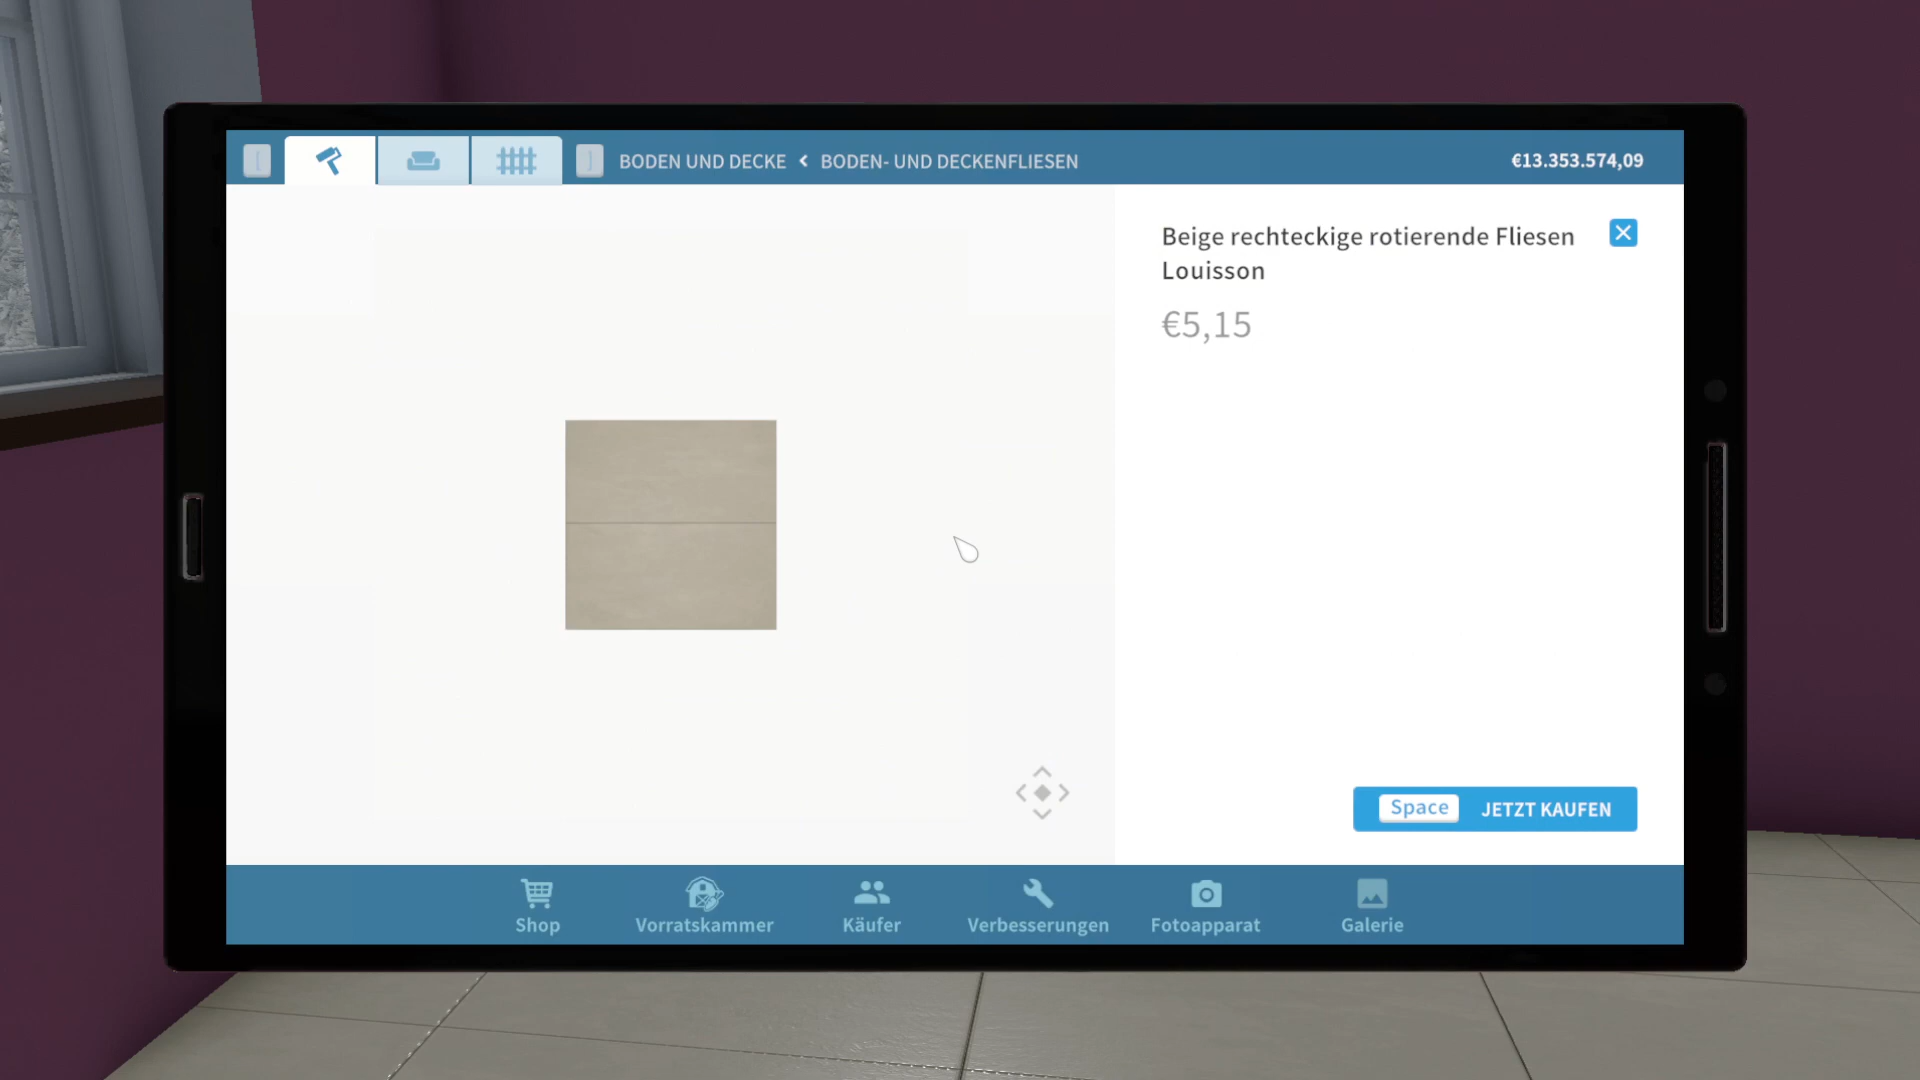 BODEN UND DECKE < BODEN- UND DECKENFLIESEN
€13.353.574,09
Beige rechteckige rotierende Fliesen
Louisson
€5,15
Space JETZT KAUFEN
Shop Vorratskammer Käufer Verbesserungen Fotoapparat Galerie